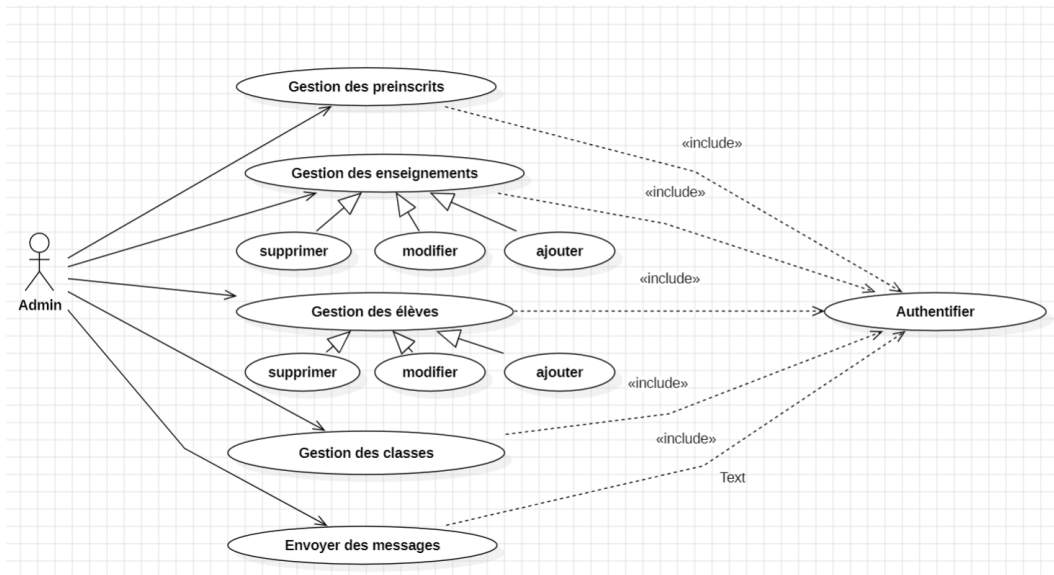 Gestion des preinscrits
«include»
Gestion des enseignements
«include»
supprimer
modifier
ajouter
«include»
Admin
Gestion des élèves
Authentifier
supprimer
modifier
ajouter
«include»
Gestion des classes
«include»
Text
Envoyer des messages